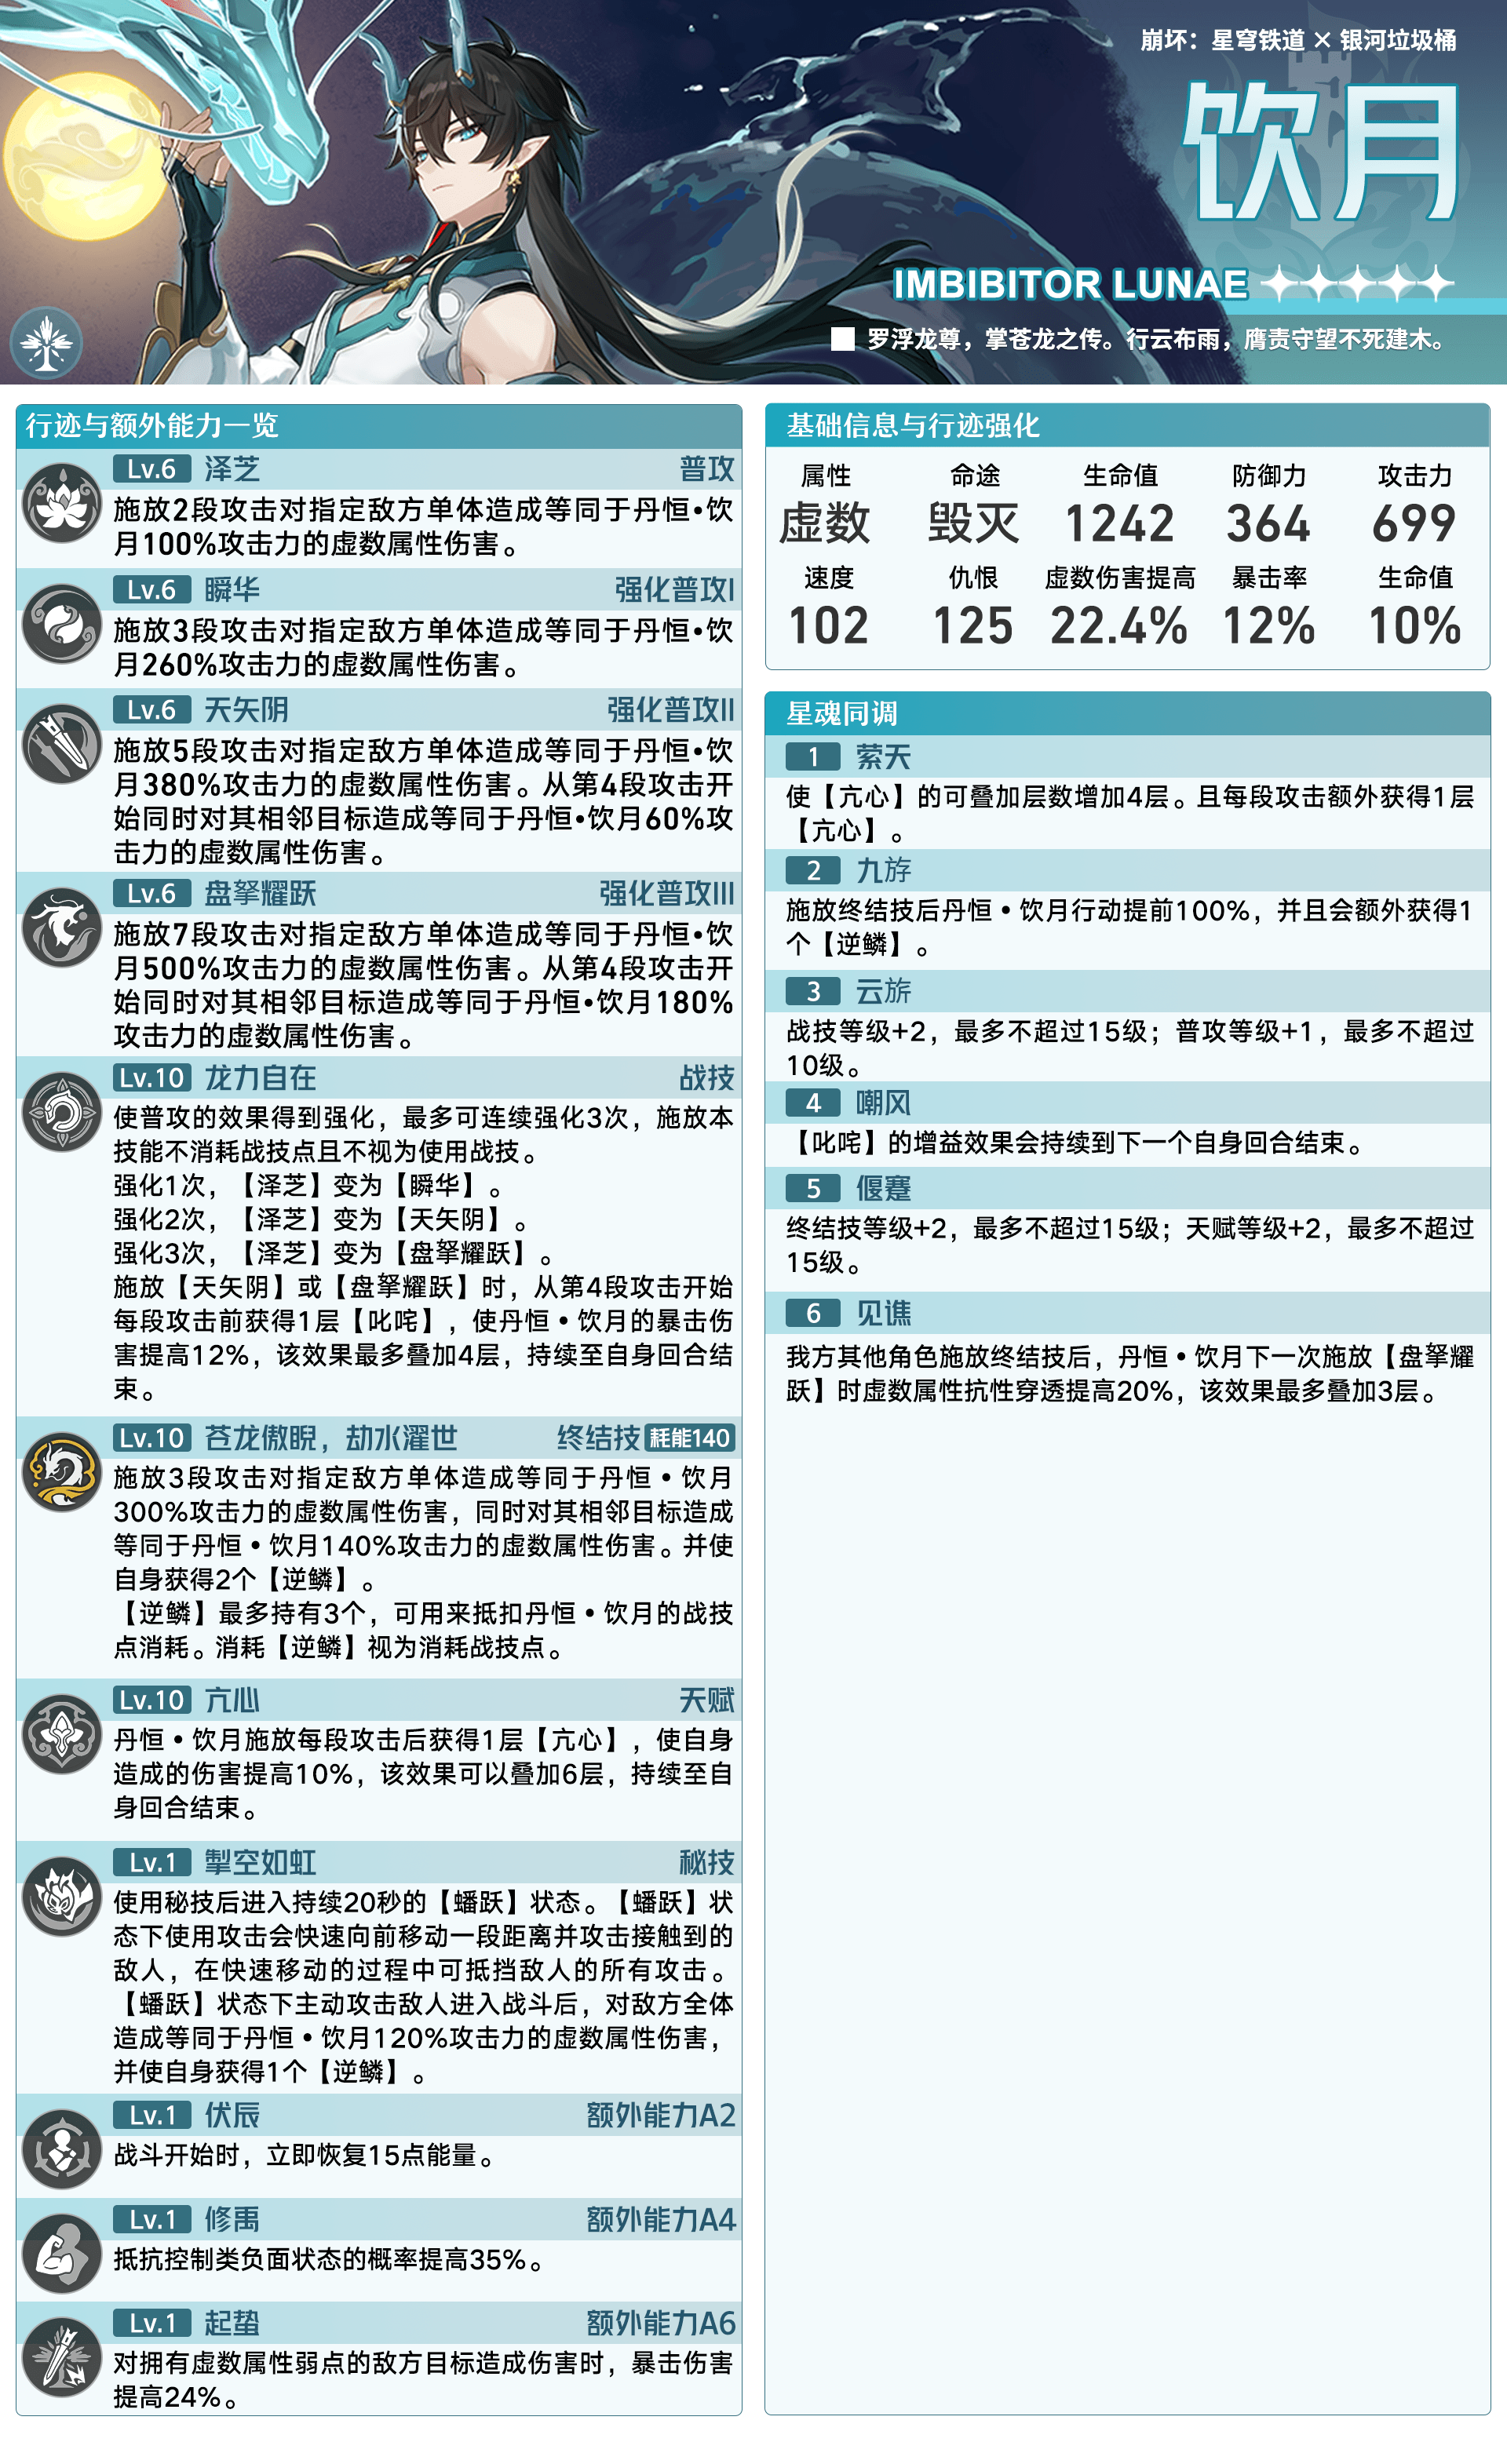 崩坏：星穹铁道 × 银河垃圾桶
饮月
IMBIBITOR LUNAE
罗浮龙尊，掌苍龙之传。行云布雨，膺责守望不死建木。
行迹与额外能力一览
Lv.6 泽芝 普攻
施放2段攻击对指定敌方单体造成等同于丹恒•饮
月100%攻击力的虚数属性伤害。
Lv.6 瞬华 强化普攻I
施放3段攻击对指定敌方单体造成等同于丹恒•饮
月260%攻击力的虚数属性伤害。
Lv.6 天矢阴 强化普攻II
施放5段攻击对指定敌方单体造成等同于丹恒•饮
月380%攻击力的虚数属性伤害。从第4段攻击开
始同时对其相邻目标造成等同于丹恒•饮月60%攻
击力的虚数属性伤害。
Lv.6 盘拏耀跃 强化普攻III
施放7段攻击对指定敌方单体造成等同于丹恒•饮
月500%攻击力的虚数属性伤害。从第4段攻击开
始同时对其相邻目标造成等同于丹恒•饮月180%
攻击力的虚数属性伤害。
Lv.10 龙力自在 战技
使普攻的效果得到强化，最多可连续强化3次，施放本
技能不消耗战技点且不视为使用战技。
强化1次，【泽芝】变为【瞬华】。
强化2次，【泽芝】变为【天矢阴】。
强化3次，【泽芝】变为【盘拏耀跃】。
施放【天矢阴】或【盘拏耀跃】时，从第4段攻击开始
每段攻击前获得1层【叱咤】，使丹恒•饮月的暴击伤
害提高12%，该效果最多叠加4层，持续至自身回合结
束。
Lv.10 苍龙傲睨，劫水濯世 终结技 耗能140
施放3段攻击对指定敌方单体造成等同于丹恒•饮月
300%攻击力的虚数属性伤害，同时对其相邻目标造成
等同于丹恒•饮月140%攻击力的虚数属性伤害。并使
自身获得2个【逆鳞】。
【逆鳞】最多持有3个，可用来抵扣丹恒•饮月的战技
点消耗。消耗【逆鳞】视为消耗战技点。
Lv.10 亢心 天赋
丹恒•饮月施放每段攻击后获得1层【亢心】，使自身
造成的伤害提高10%，该效果可以叠加6层，持续至自
身回合结束。
Lv.1 掣空如虹 秘技
使用秘技后进入持续20秒的【蟠跃】状态。【蟠跃】状
态下使用攻击会快速向前移动一段距离并攻击接触到的
敌人，在快速移动的过程中可抵挡敌人的所有攻击。
【蟠跃】状态下主动攻击敌人进入战斗后，对敌方全体
造成等同于丹恒•饮月120%攻击力的虚数属性伤害，
并使自身获得1个【逆鳞】。
Lv.1 伏辰 额外能力A2
战斗开始时，立即恢复15点能量。
Lv.1 修禹 额外能力A4
抵抗控制类负面状态的概率提高35%。
Lv.1 起蛰 额外能力A6
对拥有虚数属性弱点的敌方目标造成伤害时，暴击伤害
提高24%。
基础信息与行迹强化
属性 命途 生命值 防御力 攻击力
虚数 毁灭 1242 364 699
速度 仇恨 虚数伤害提高 暴击率 生命值
102 125 22.4% 12% 10%
星魂同调
1 萦天
使【亢心】的可叠加层数增加4层。且每段攻击额外获得1层
【亢心】。
2 九斿
施放终结技后丹恒•饮月行动提前100%，并且会额外获得1
个【逆鳞】。
3 云旂
战技等级+2，最多不超过15级；普攻等级+1，最多不超过
10级。
4 嘲风
【叱咤】的增益效果会持续到下一个自身回合结束。
5 偃蹇
终结技等级+2，最多不超过15级；天赋等级+2，最多不超过
15级。
6 见谯
我方其他角色施放终结技后，丹恒•饮月下一次施放【盘拏耀
跃】时虚数属性抗性穿透提高20%，该效果最多叠加3层。